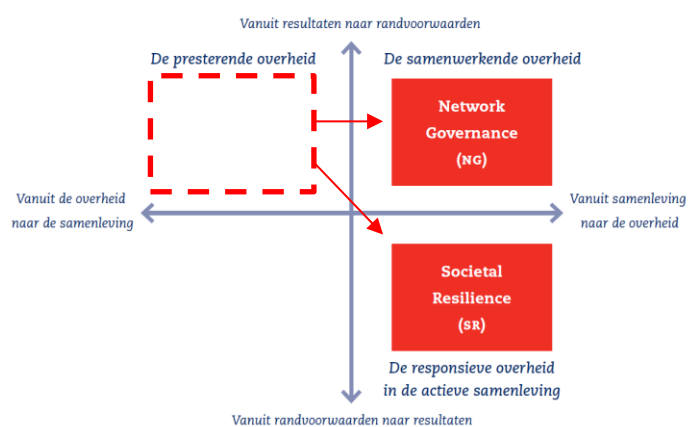 Vanuit resultaten naar randvoorwaarden
De presterende overheid
De samenwerkende overheid
Network
Governance
(NG)
Vanuit de overheid
naar de samenleving
Vanuit samenleving
naar de overheid
Societal
Resilience
(SR)
De responsieve overheid
in de actieve samenleving
Vanuit randvoorwaarden naar resultaten